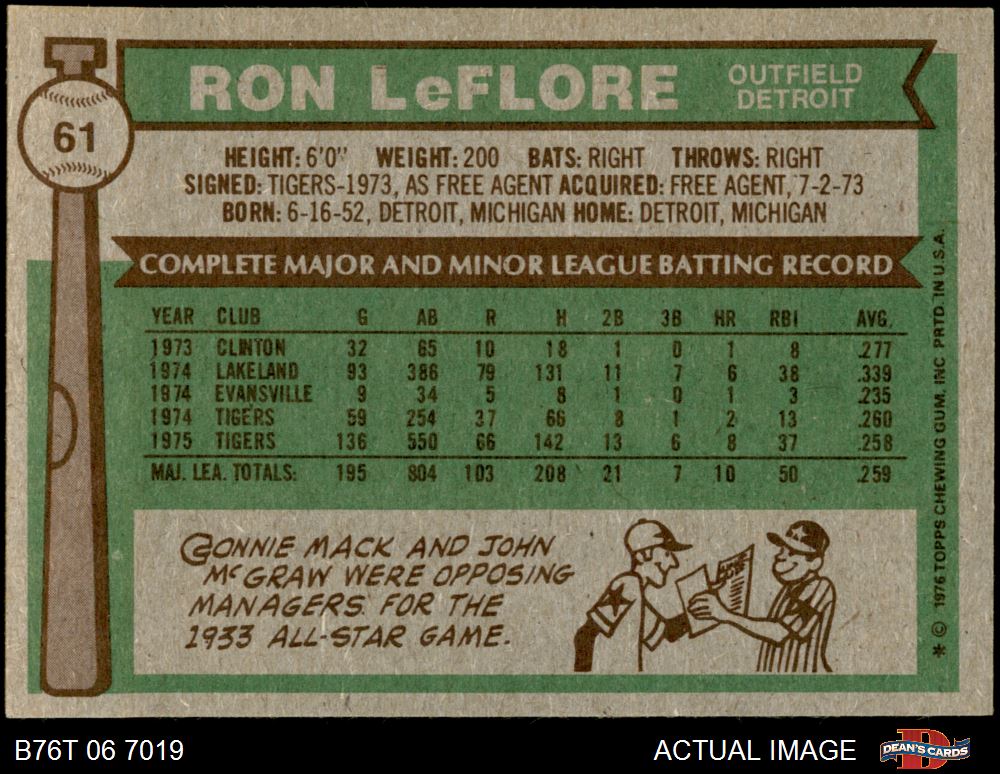 RON LeFLORE
OUTFIELD
DETROIT
61
HEIGHT: 6'0" WEIGHT: 200 BATS: RIGHT THROWS: RIGHT
SIGNED: TIGERS-1973, AS FREE AGENT ACQUIRED: FREE AGENT, 7-2-73
BORN: 6-16-52, DETROIT, MICHIGAN HOME: DETROIT, MICHIGAN
COMPLETE MAJOR AND MINOR LEAGUE BATTING RECORD
YEAR CLUB G AB R H 2B 3B HR RBI AVG.
1973 CLINTON 32 65 10 18 1 0 1 8 .277
1974 LAKELAND 93 386 79 131 11 7 6 38 .339
1974 EVANSVILLE 9 34 5 8 1 0 1 3 .235
1974 TIGERS 59 254 37 66 8 1 2 13 .260
1975 TIGERS 136 550 66 142 13 6 8 37 .258
MAJ. LEA. TOTALS: 195 804 103 208 21 7 10 50 .259
CONNIE MACK AND JOHN
McGRAW WERE OPPOSING
MANAGERS FOR THE
1933 ALL-STAR GAME.
* © 1976 TOPPS CHEWING GUM, INC. PRTD. IN U.S.A.
B76T 06 7019
ACTUAL IMAGE
DEAN'S CARDS